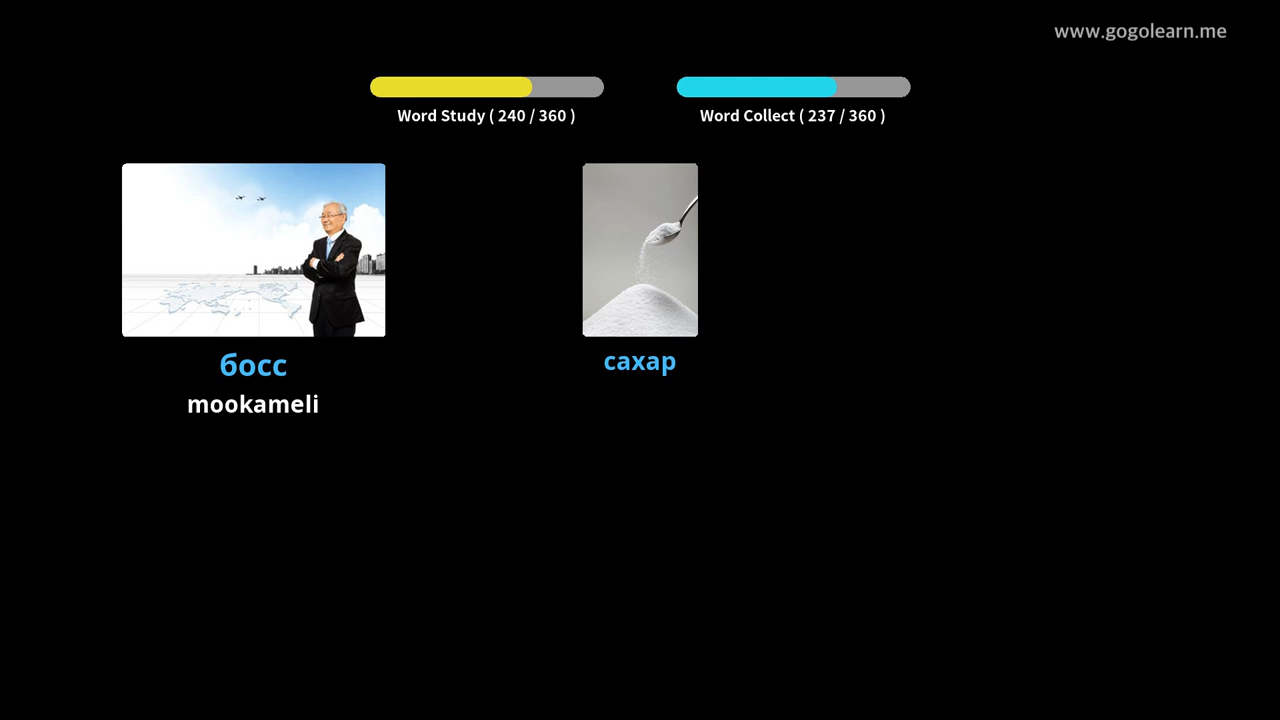 www.gogolearn.me
Word Study ( 240 / 360 )
Word Collect ( 237 / 360 )
босс
mookameli
сахар